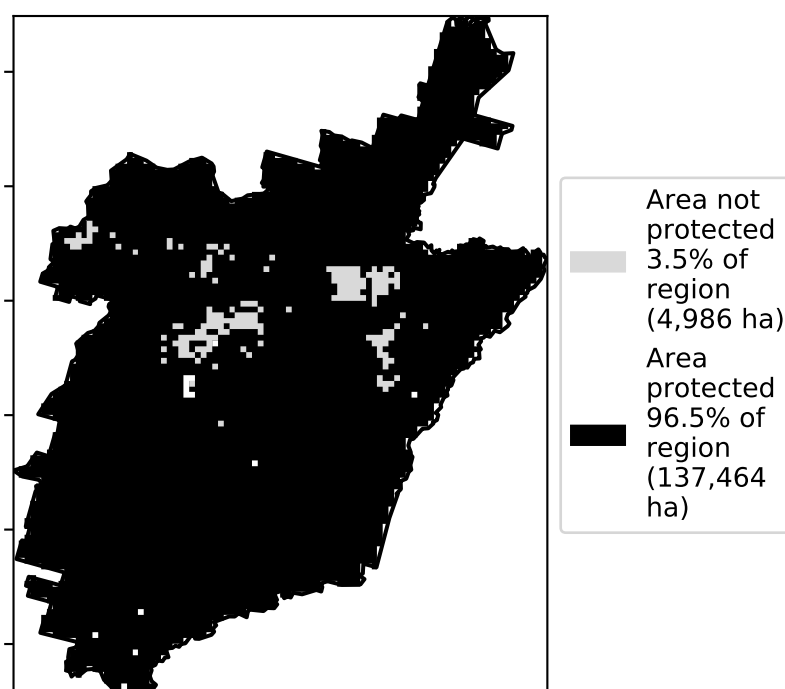 Area not
protected
3.5% of
region
(4,986 ha)
Area
protected
96.5% of
region
(137,464
ha)